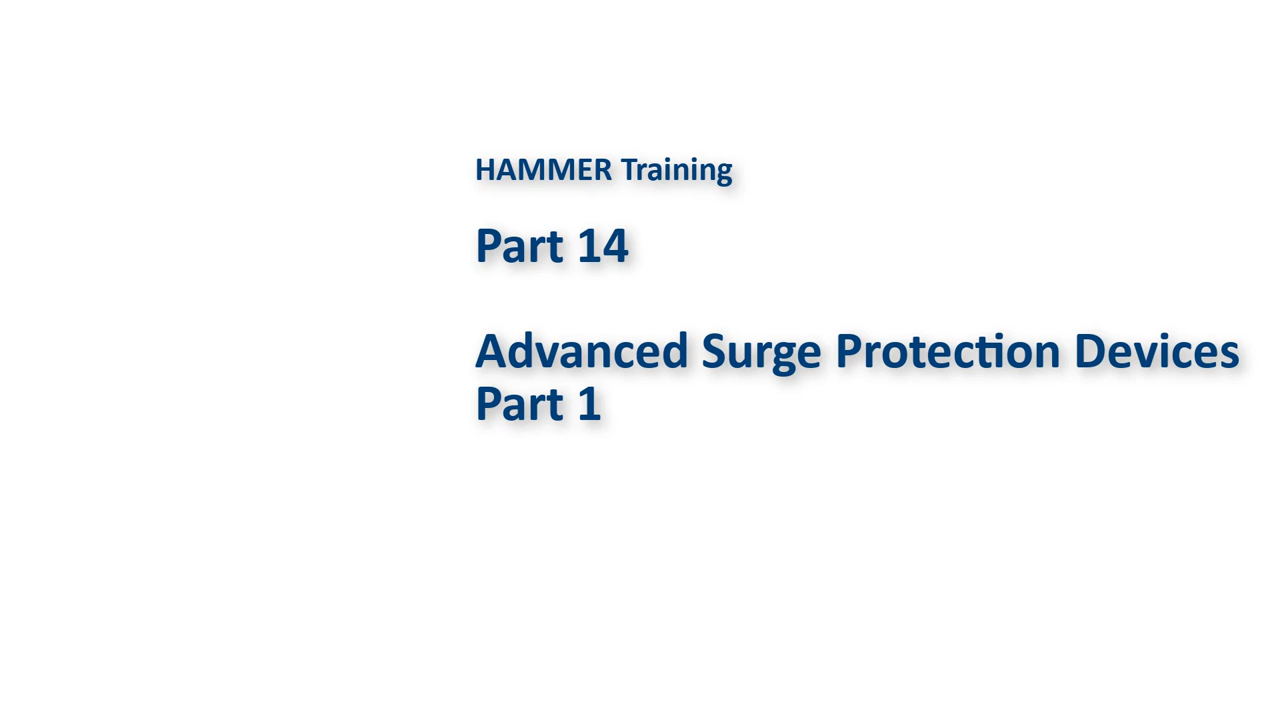 HAMMER Training
Part 14
Advanced Surge Protection Devices
Part 1